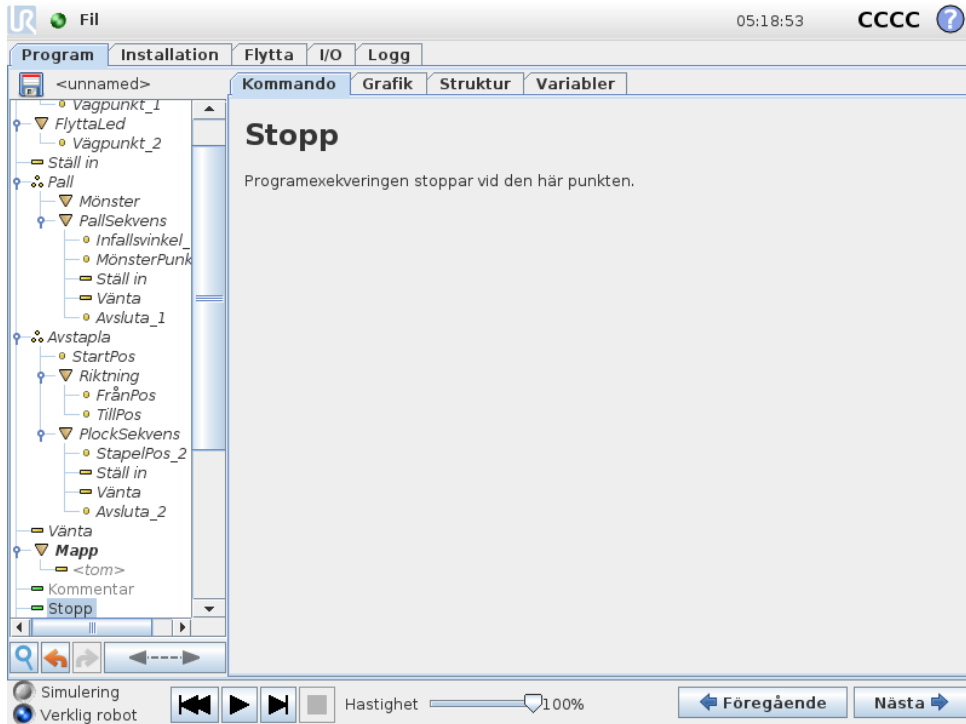 Fil
05:18:53
CCCC
?
Program Installation Flytta I/O Logg
<unnamed>
Kommando Grafik Struktur Variabler
Vägpunkt_1
FlyttaLed
Vägpunkt_2
Ställ in
Pall
Mönster
PallSekvens
Infallsvinkel_
MönsterPunk
Ställ in
Vänta
Avsluta_1
Avstapla
StartPos
Riktning
FrånPos
TillPos
PlockSekvens
StapelPos_2
Ställ in
Vänta
Avsluta_2
Vänta
Mapp
<tom>
Kommentar
Stopp
Stopp
Programexekveringen stoppar vid den här punkten.
Simulering
Verklig robot
Hastighet
100%
Föregående
Nästa